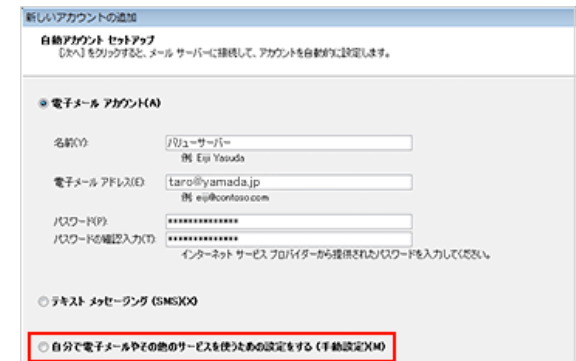 新しいアカウントの追加
自動アカウント セットアップ
[次へ] をクリックすると、メール サーバーに接続して、アカウントを自動的に設定します。
電子メール アカウント(A)
名前(Y):
バリューサーバー
例: Eiji Yasuda
電子メール アドレス(E):
taro@yamada.jp
例: eiji@contoso.com
パスワード(P):
**************
パスワードの確認入力(T):
**************
インターネット サービス プロバイダーから提供されたパスワードを入力してください。
テキスト メッセージング (SMS)(X)
自分で電子メールやその他のサービスを使うための設定をする (手動設定)(M)